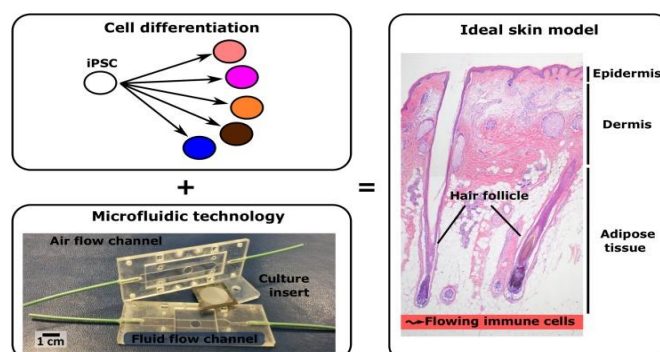 Cell differentiation
iPSC
+
Microfluidic technology
Air flow channel
Culture
insert
1 cm
Fluid flow channel
=
Ideal skin model
Epidermis
Dermis
Hair follicle
Adipose
tissue
Flowing immune cells